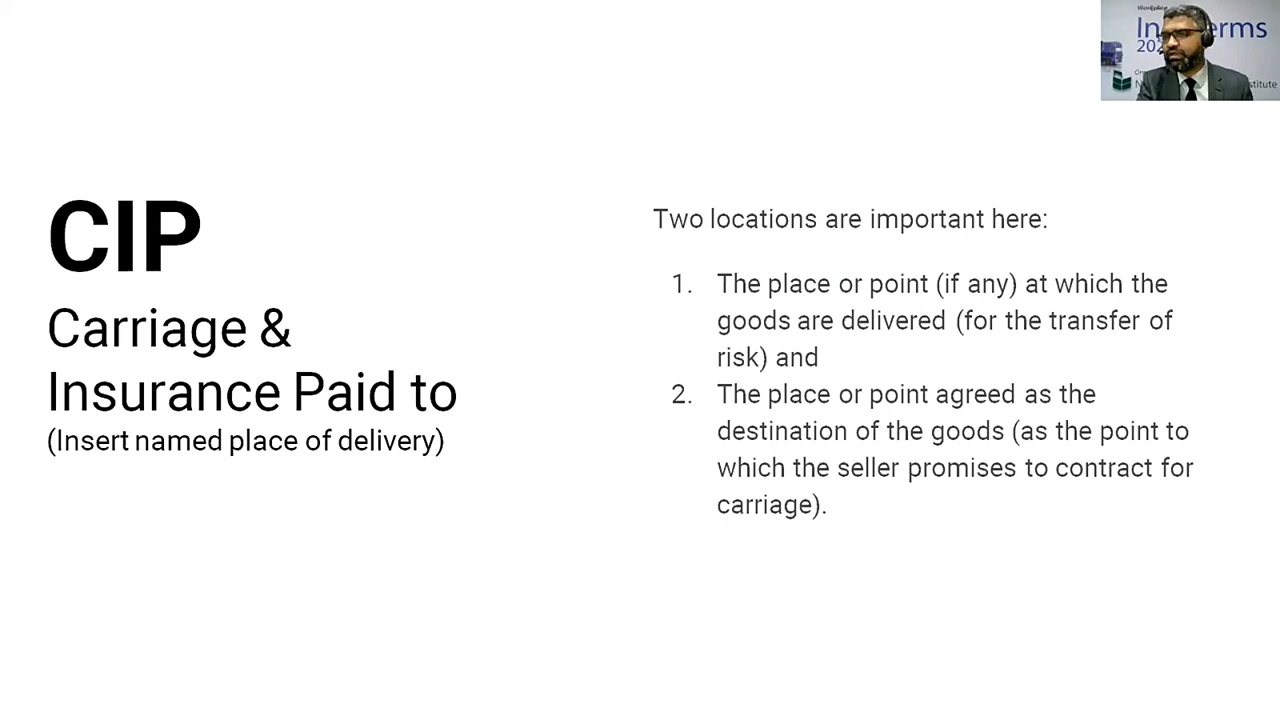 CIP
Carriage &
Insurance Paid to
(Insert named place of delivery)
Two locations are important here:
1. The place or point (if any) at which the
goods are delivered (for the transfer of
risk) and
2. The place or point agreed as the
destination of the goods (as the point to
which the seller promises to contract for
carriage).